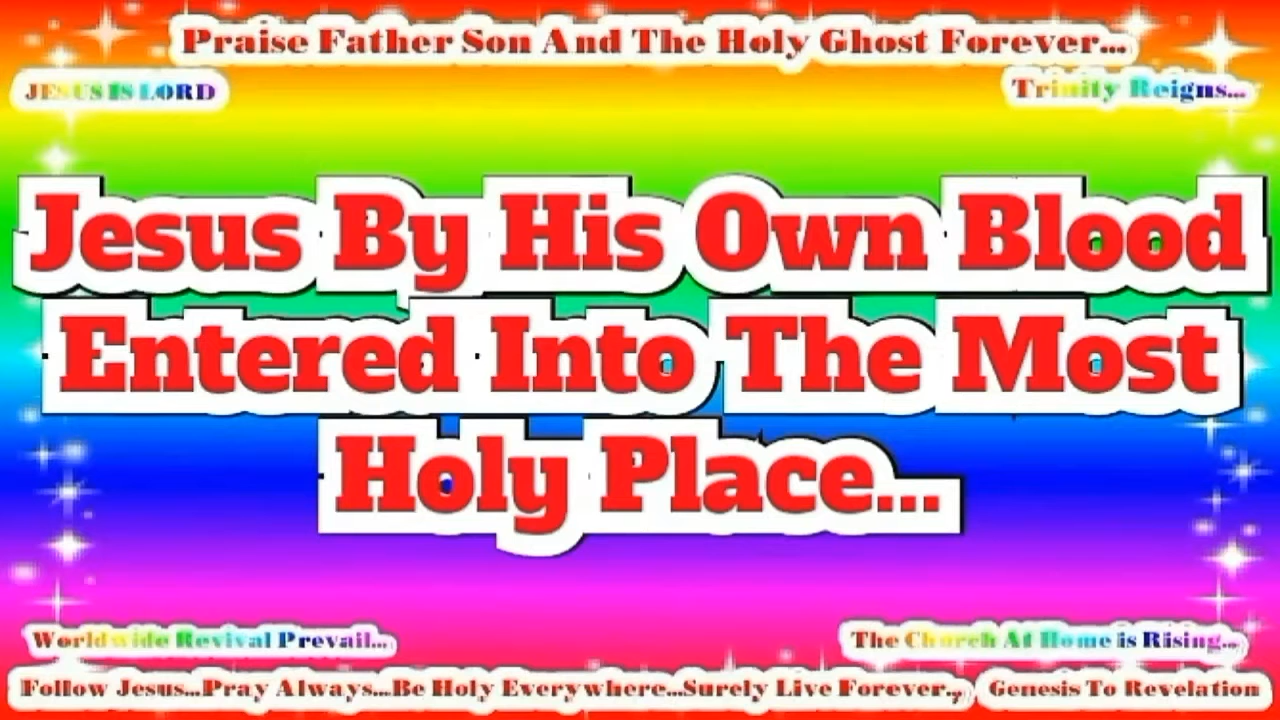 Praise Father Son And The Holy Ghost Forever...
JESUS IS LORD
Trinity Reigns...
Jesus By His Own Blood
Entered Into The Most
Holy Place...
Worldwide Revival Prevail...
The Church At Home is Rising...
Follow Jesus...Pray Always...Be Holy Everywhere...Surely Live Forever..,
Genesis To Revelation